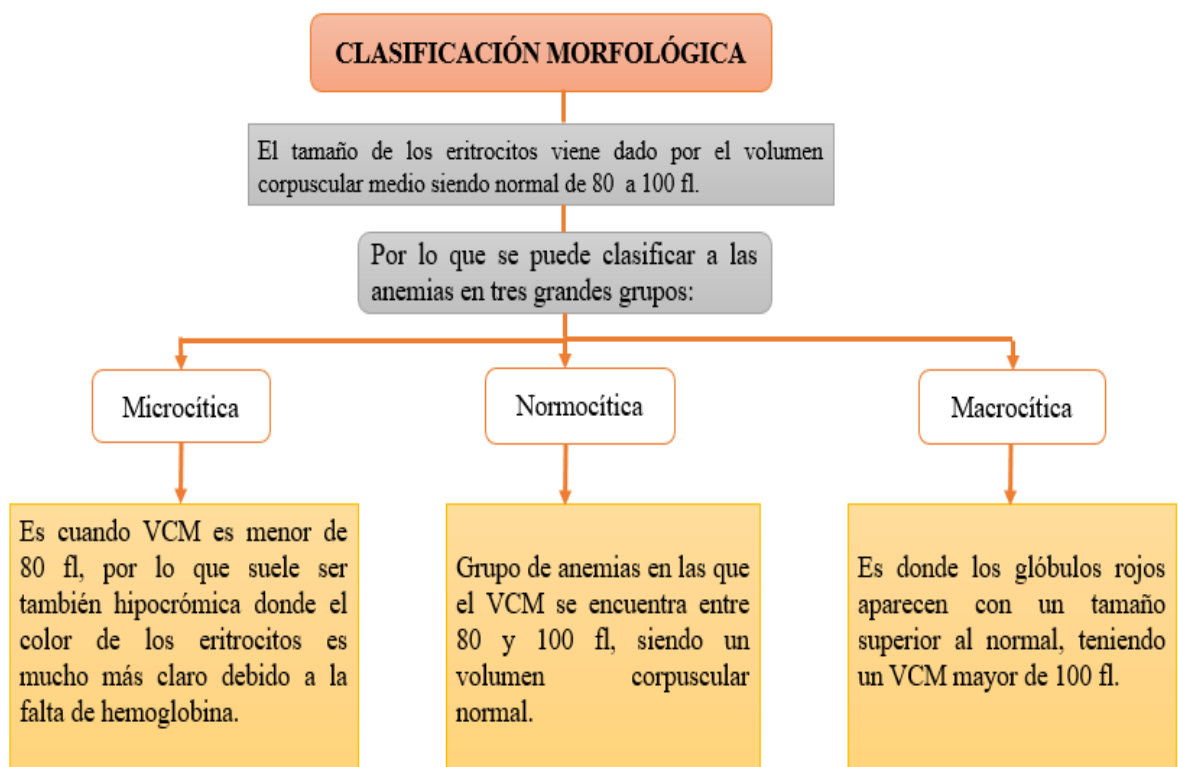 CLASIFICACIÓN MORFOLÓGICA
El tamaño de los eritrocitos viene dado por el volumen
corpuscular medio siendo normal de 80 a 100 fl.
Por lo que se puede clasificar a las
anemias en tres grandes grupos:
Microcítica
Normocítica
Macrocítica
Es cuando VCM es menor de
80 fl, por lo que suele ser
también hipocrómica donde el
color de los eritrocitos es
mucho más claro debido a la
falta de hemoglobina.
Grupo de anemias en las que
el VCM se encuentra entre
80 y 100 fl, siendo un
volumen corpuscular
normal.
Es donde los glóbulos rojos
aparecen con un tamaño
superior al normal, teniendo
un VCM mayor de 100 fl.